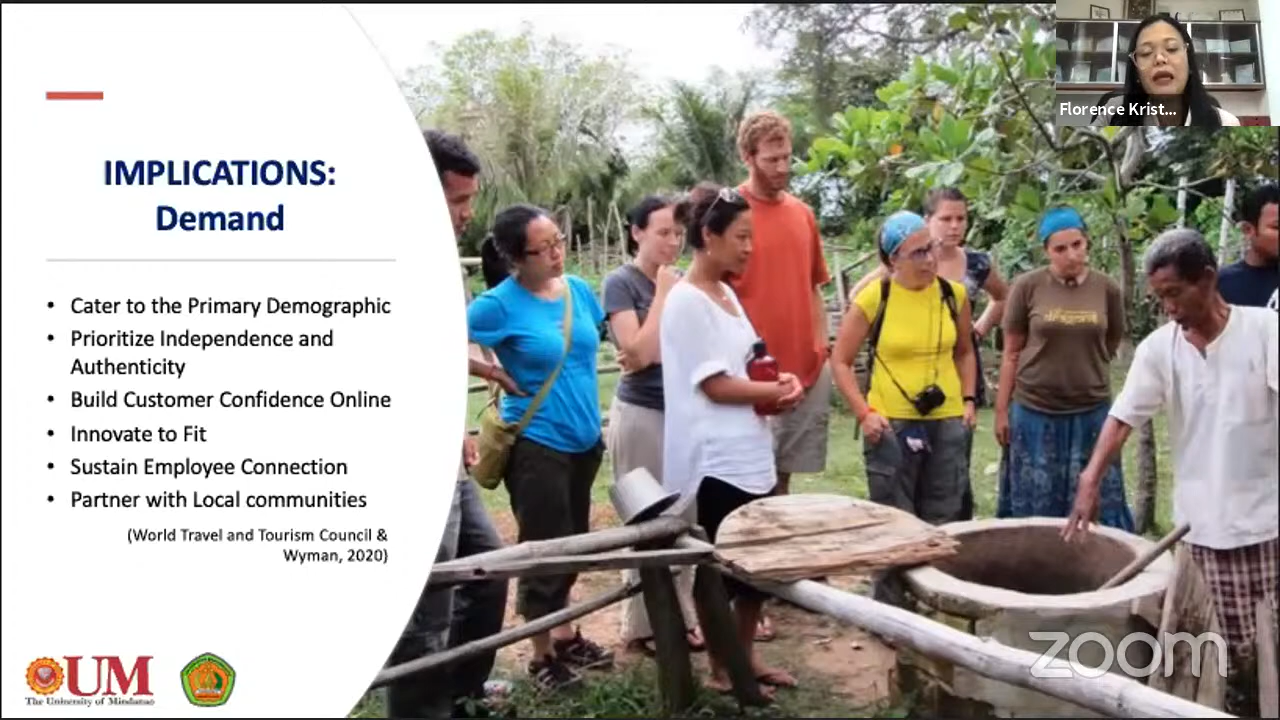 Florence Krist...
IMPLICATIONS:
Demand
• Cater to the Primary Demographic
• Prioritize Independence and
Authenticity
• Build Customer Confidence Online
• Innovate to Fit
• Sustain Employee Connection
• Partner with Local communities
(World Travel and Tourism Council &
Wyman, 2020)
UM
The University of Mindanao
zoom